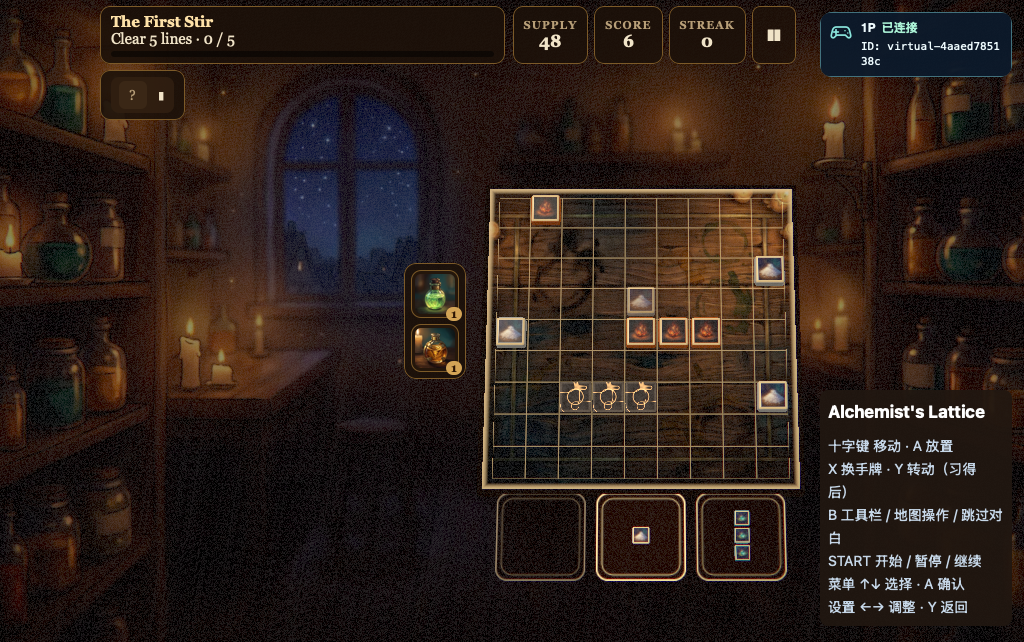 The First Stir
Clear 5 lines · 0 / 5
SUPPLY
48
SCORE
6
STREAK
0
1P 已连接
ID: virtual-4aaed7851
38c
?
1
1
Alchemist's Lattice
十字键 移动 · A 放置
X 换手牌 · Y 转动（习得
后）
B 工具栏 / 地图操作 / 跳过对
白
START 开始 / 暂停 / 继续
菜单 ↑↓ 选择 · A 确认
设置 ←→ 调整 · Y 返回